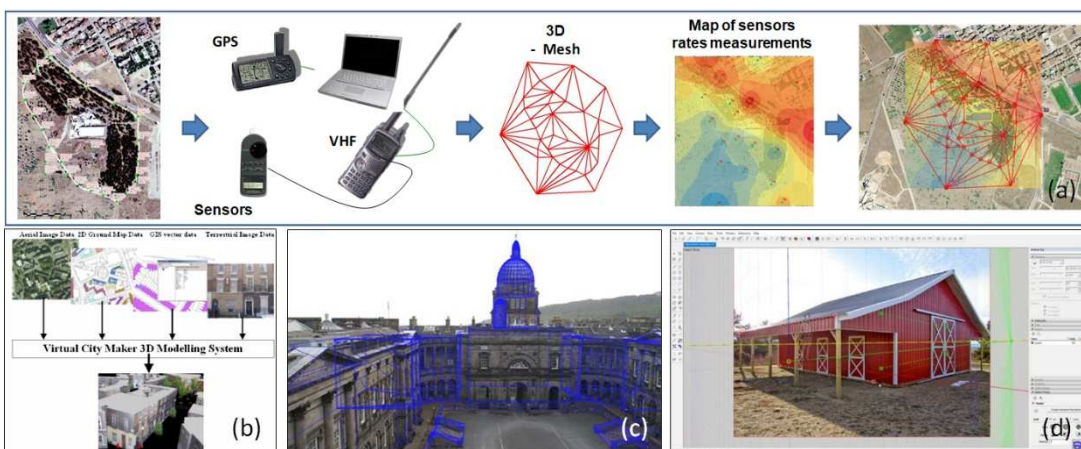 GPS
VHF
Sensors
3D
- Mesh
Map of sensors
rates measurements
(a)
Aerial Image Data 2D Ground Map Data GIS vector data Terrestrial Image Data
Virtual City Maker 3D Modelling System
(b)
(c)
(d)